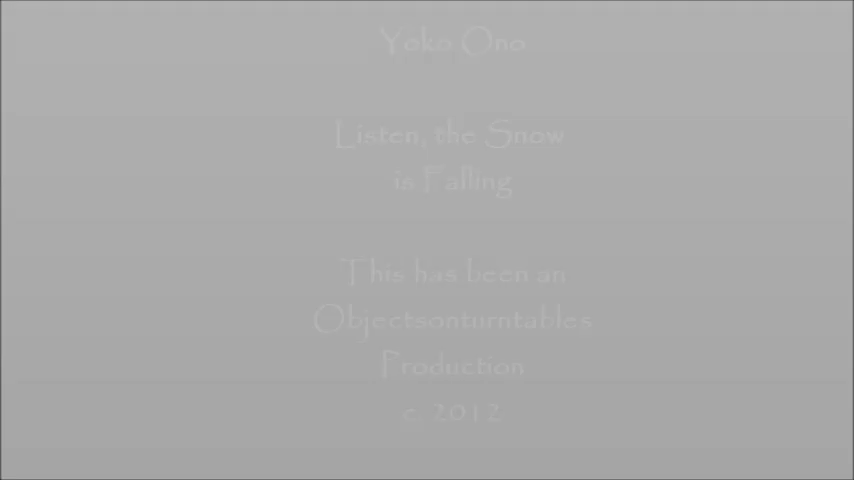 Yoko Ono
Listen, the Snow
is Falling
This has been an
Objectsonturntables
Production
c. 2012